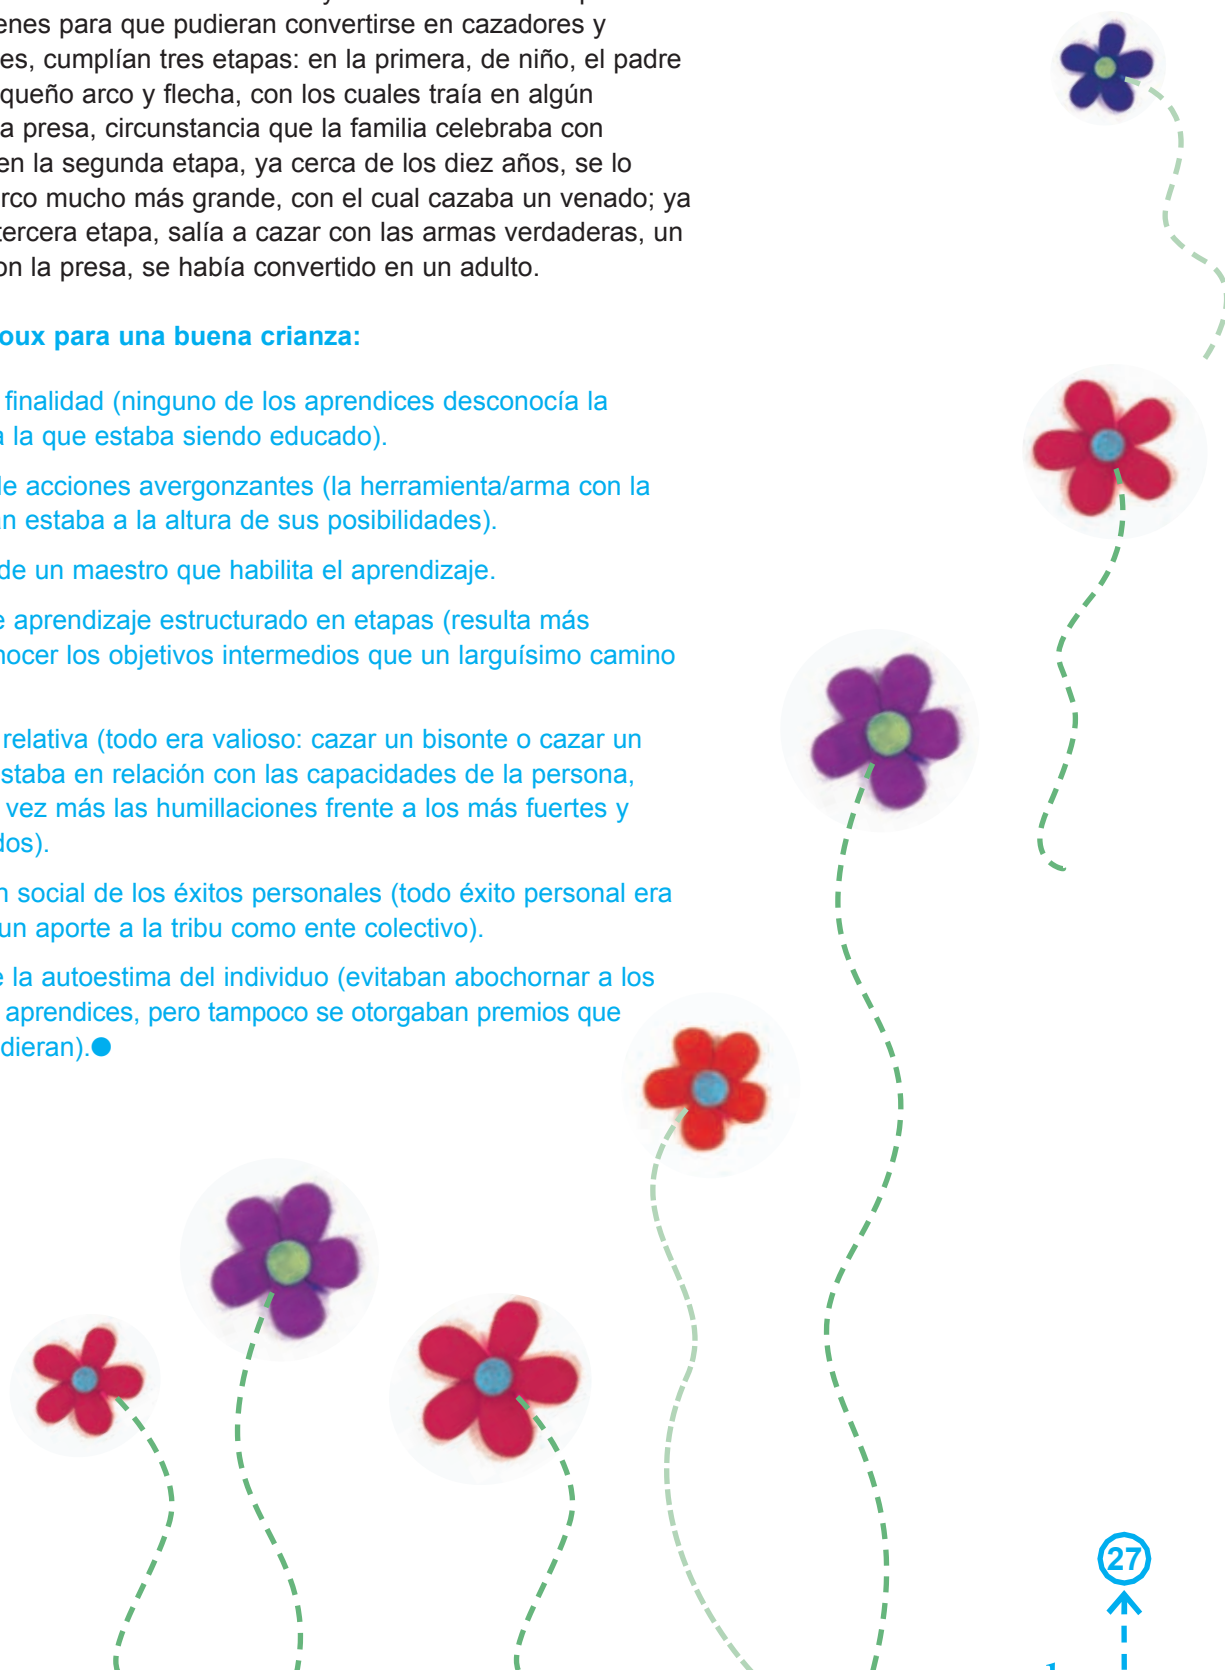 enes para que pudieran convertirse en cazadores y
es, cumplían tres etapas: en la primera, de niño, el padre
queño arco y flecha, con los cuales traía en algún
a presa, circunstancia que la familia celebraba con
en la segunda etapa, ya cerca de los diez años, se lo
rco mucho más grande, con el cual cazaba un venado; ya
tercera etapa, salía a cazar con las armas verdaderas, un
on la presa, se había convertido en un adulto.
oux para una buena crianza:
finalidad (ninguno de los aprendices desconocía la
a la que estaba siendo educado).
de acciones avergonzantes (la herramienta/arma con la
an estaba a la altura de sus posibilidades).
de un maestro que habilita el aprendizaje.
e aprendizaje estructurado en etapas (resulta más
nocer los objetivos intermedios que un larguísimo camino
relativa (todo era valioso: cazar un bisonte o cazar un
staba en relación con las capacidades de la persona,
vez más las humillaciones frente a los más fuertes y
dos).
n social de los éxitos personales (todo éxito personal era
un aporte a la tribu como ente colectivo).
e la autoestima del individuo (evitaban abochornar a los
aprendices, pero tampoco se otorgaban premios que
dieran).●
27